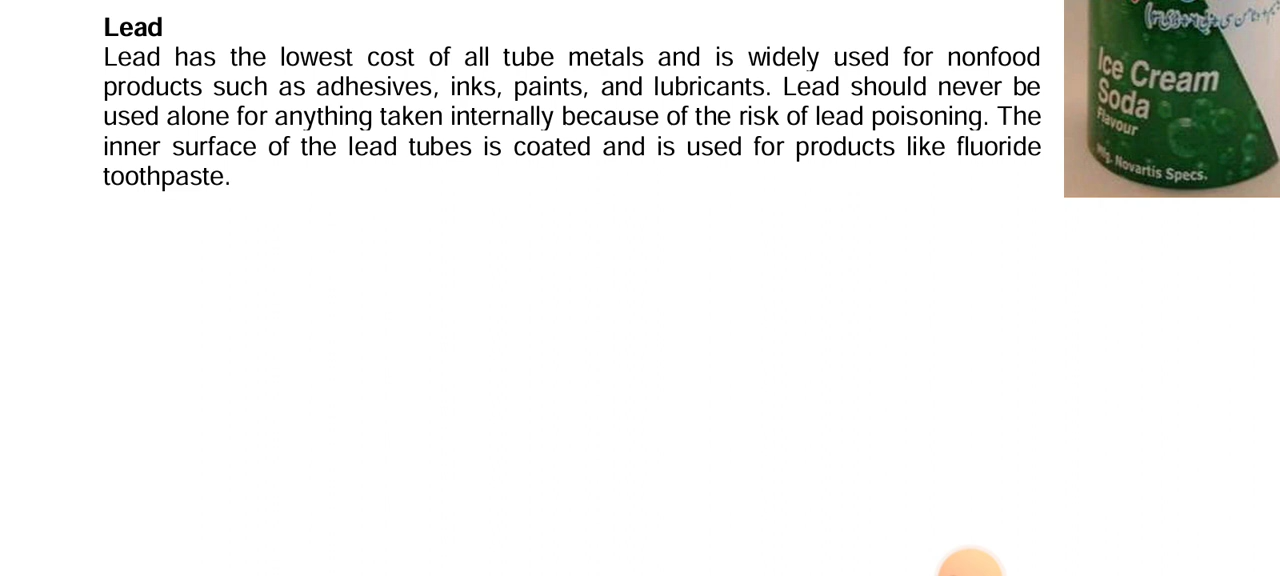 Lead
Lead has the lowest cost of all tube metals and is widely used for nonfood
products such as adhesives, inks, paints, and lubricants. Lead should never be
used alone for anything taken internally because of the risk of lead poisoning. The
inner surface of the lead tubes is coated and is used for products like fluoride
toothpaste.
Ice Cream
Soda
Flavour
Mfg. Novartis Specs.